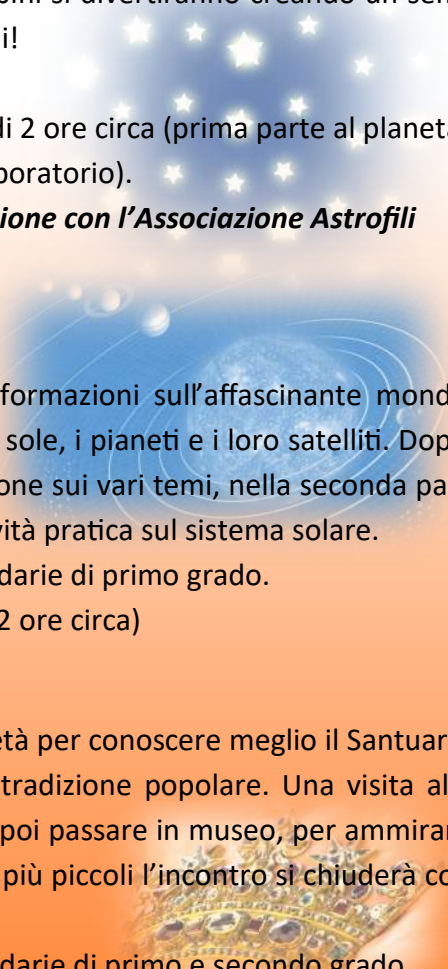 i!
di 2 ore circa (prima parte al planeta
boratorio).
ione con l’Associazione Astrofili
formazioni sull’affascinante mond
sole, i pianeti e i loro satelliti. Dop
one sui vari temi, nella seconda pa
vità pratica sul sistema solare.
darie di primo grado.
2 ore circa)
età per conoscere meglio il Santuar
tradizione popolare. Una visita al
poi passare in museo, per ammirar
più piccoli l’incontro si chiuderà co
darie di primo e secondo grado